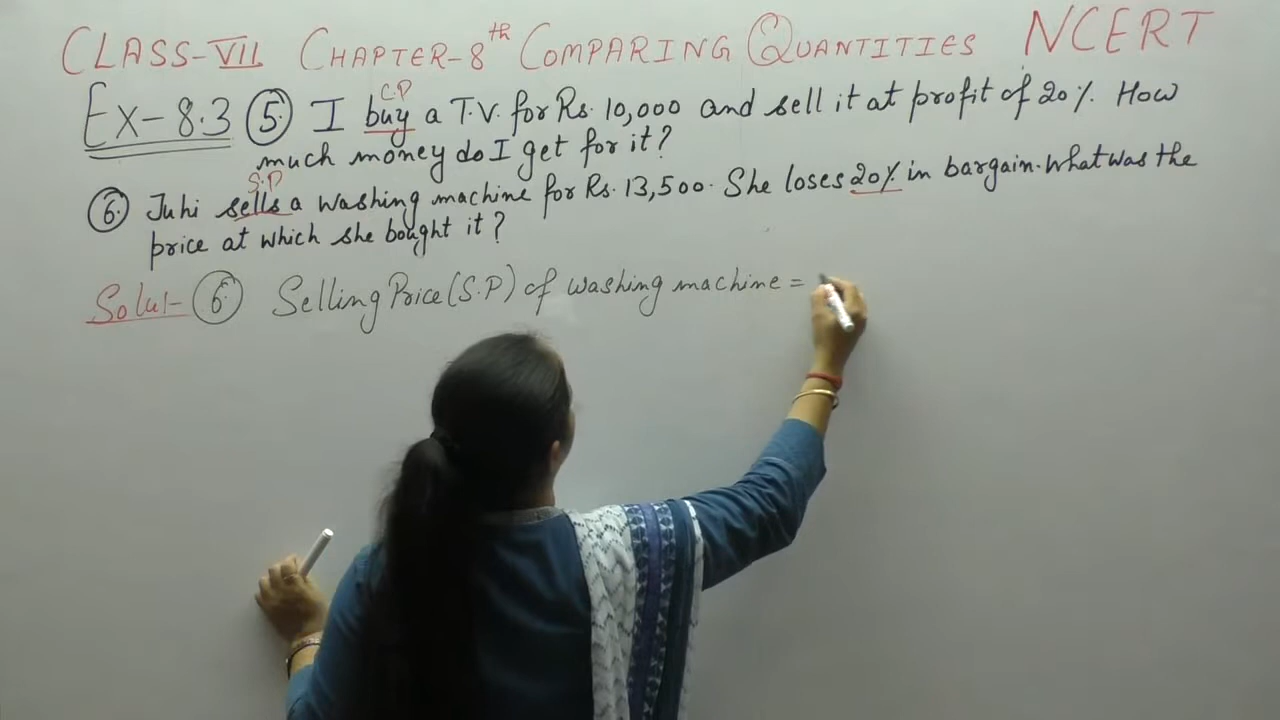 CLASS-VII CHAPTER-8th COMPARING QUANTITIES NCERT
C.P
Ex-8.3 (5.) I buy a T.V. for Rs. 10,000 and sell it at profit of 20%. How
much money do I get for it?
S.P
(6.) Juhi sells a washing machine for Rs. 13,500. She loses 20% in bargain. What was the
price at which she bought it?
Solu:- (6.) Selling Price (S.P) of washing machine =